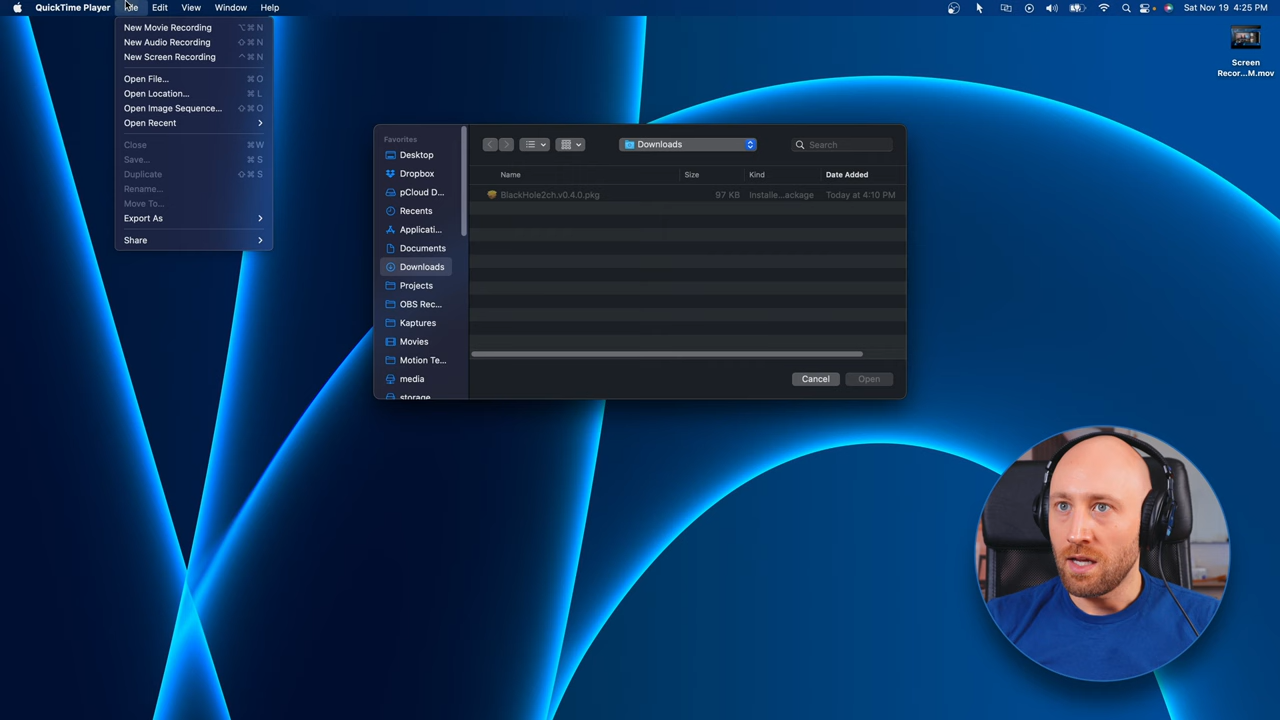 QuickTime Player File Edit View Window Help Sat Nov 19 4:25 PM
New Movie Recording ⌥⌘N
New Audio Recording ⇧⌘N
New Screen Recording ^⌘N
Open File... ⌘O
Open Location... ⌘L
Open Image Sequence... ⇧⌘O
Open Recent
Close ⌘W
Save... ⌘S
Duplicate ⇧⌘S
Rename...
Move To...
Export As
Share
Favorites
Desktop
Dropbox
pCloud D...
Recents
Applicati...
Documents
Downloads
Projects
OBS Rec...
Kaptures
Movies
Motion Te...
media
storage
Downloads
Search
Name Size Kind Date Added
BlackHole2ch.v0.4.0.pkg 97 KB Installe...ackage Today at 4:10 PM
Cancel Open
Screen
Recor...M.mov